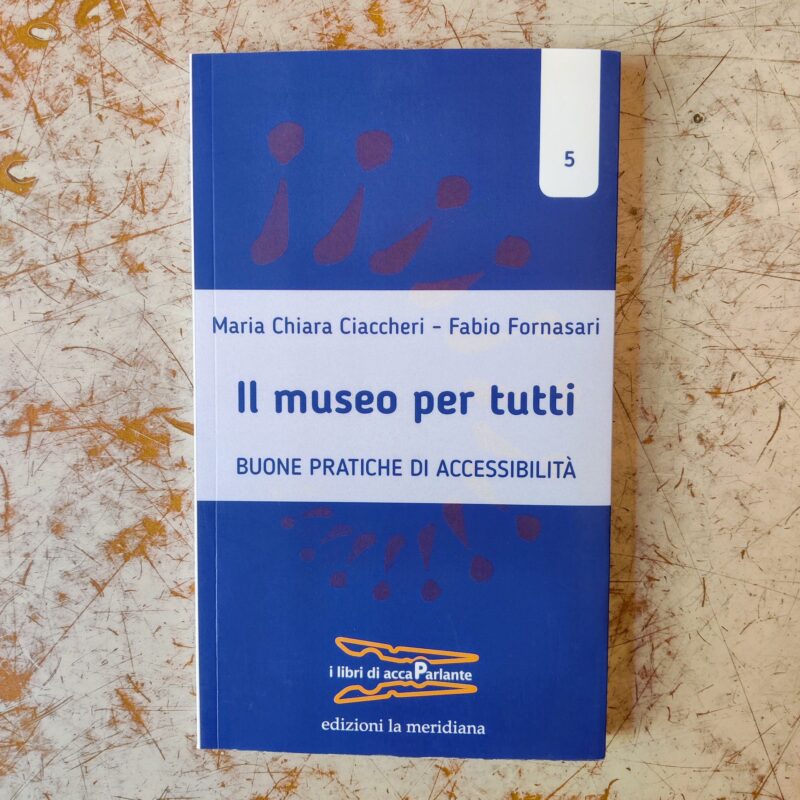 5
Maria Chiara Ciaccheri - Fabio Fornasari
Il museo per tutti
BUONE PRATICHE DI ACCESSIBILITÀ
i libri di accaParlante
edizioni la meridiana